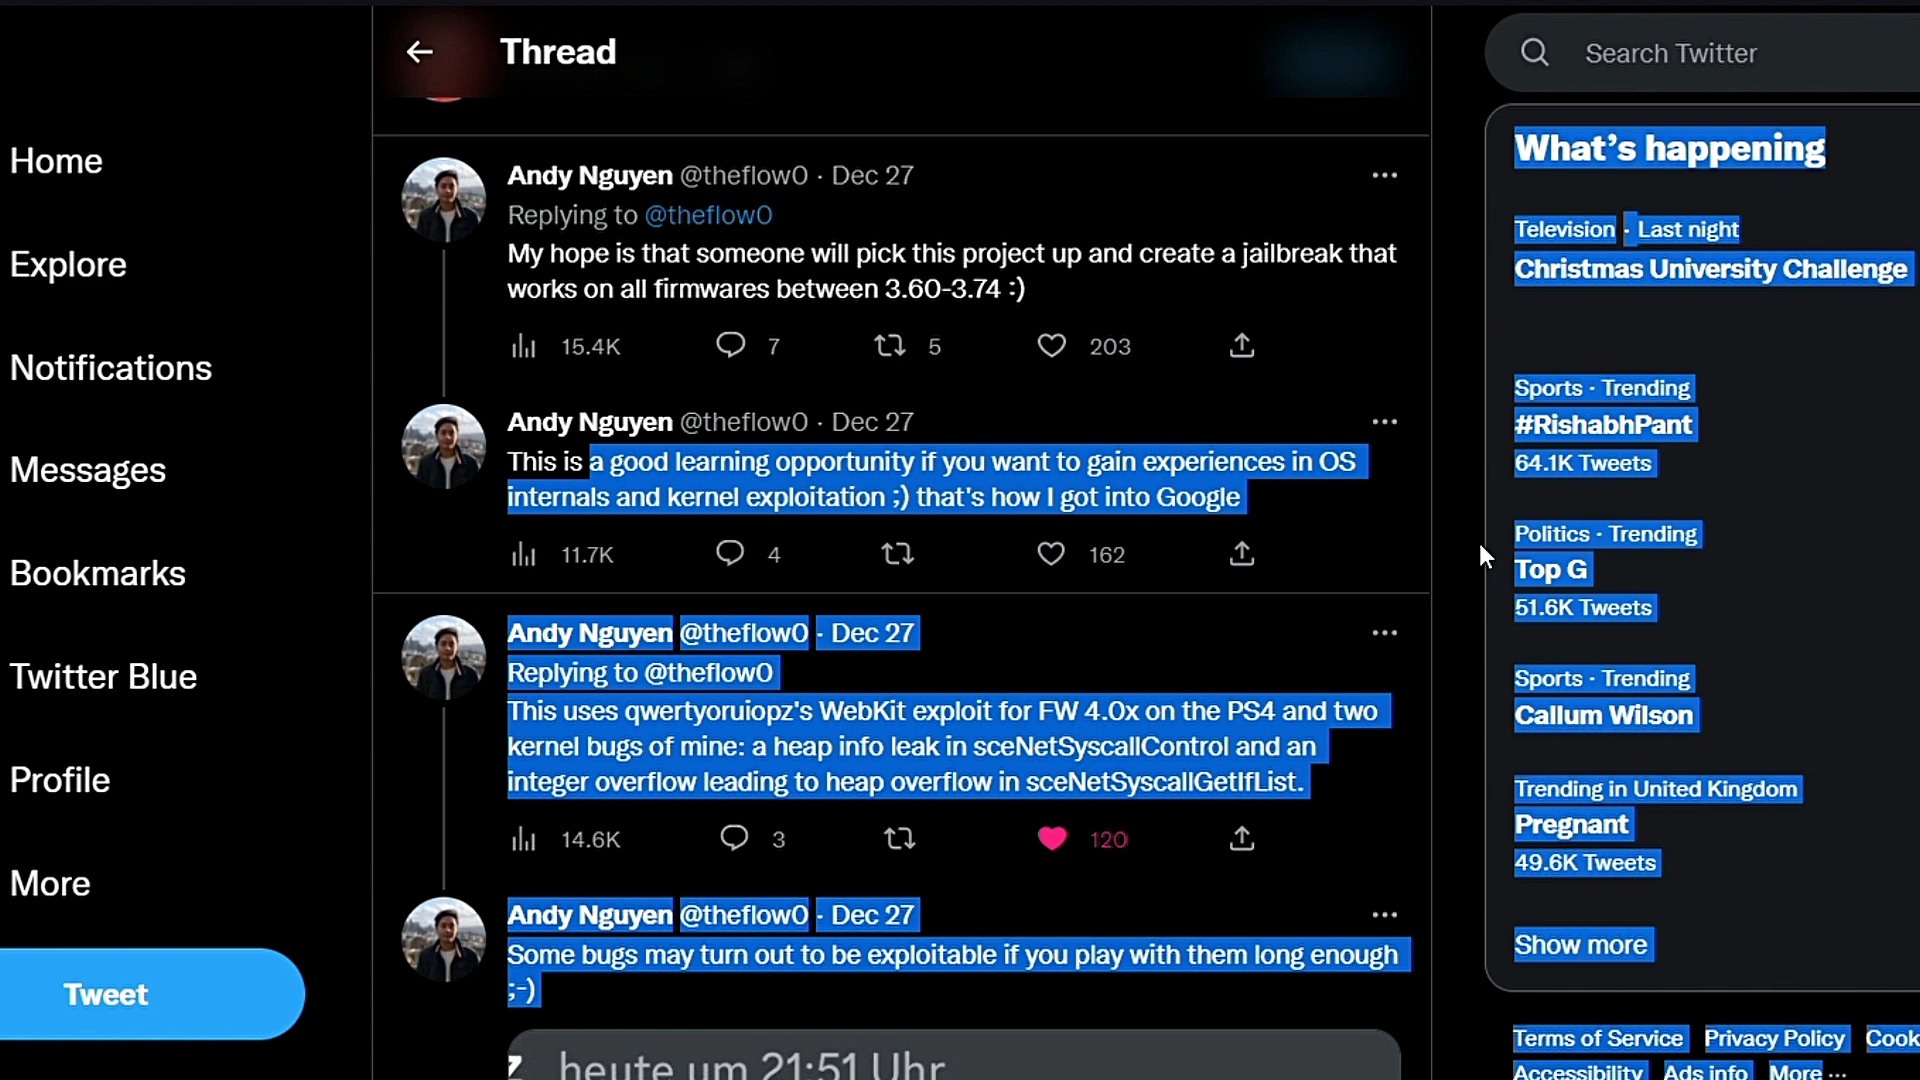 Thread
Search Twitter
Home
Explore
Notifications
Messages
Bookmarks
Twitter Blue
Profile
More
Tweet
Andy Nguyen @theflow0 · Dec 27
Replying to @theflow0
My hope is that someone will pick this project up and create a jailbreak that
works on all firmwares between 3.60-3.74 :)
15.4K 7 5 203
Andy Nguyen @theflow0 · Dec 27
This is a good learning opportunity if you want to gain experiences in OS
internals and kernel exploitation ;) that's how I got into Google
11.7K 4 162
Andy Nguyen @theflow0 · Dec 27
Replying to @theflow0
This uses qwertyoruiopz's WebKit exploit for FW 4.0x on the PS4 and two
kernel bugs of mine: a heap info leak in sceNetSyscallControl and an
integer overflow leading to heap overflow in sceNetSyscallGetIfList.
14.6K 3 120
Andy Nguyen @theflow0 · Dec 27
Some bugs may turn out to be exploitable if you play with them long enough
;-)
heute um 21:51 Uhr
What's happening
Television · Last night
Christmas University Challenge
Sports · Trending
#RishabhPant
64.1K Tweets
Politics · Trending
Top G
51.6K Tweets
Sports · Trending
Callum Wilson
Trending in United Kingdom
Pregnant
49.6K Tweets
Show more
Terms of Service Privacy Policy Cook
Accessibility Ads info More ···